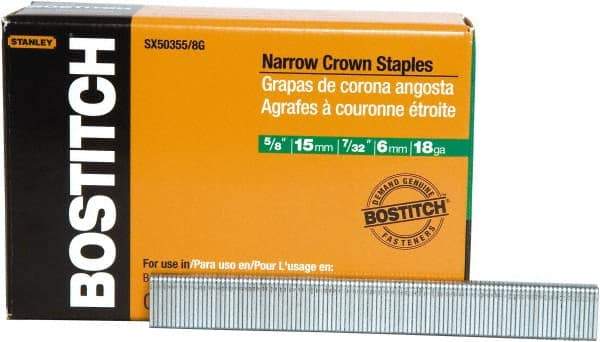 STANLEY
BOSTITCH
SX50355/8G
Narrow Crown Staples
Grapas de corona angosta
Agrafes à couronne étroite
5/8" | 15mm | 7/32" | 6mm | 18ga
DEMAND GENUINE
BOSTITCH®
FASTENERS
For use in/Para uso en/Pour L'usage en: